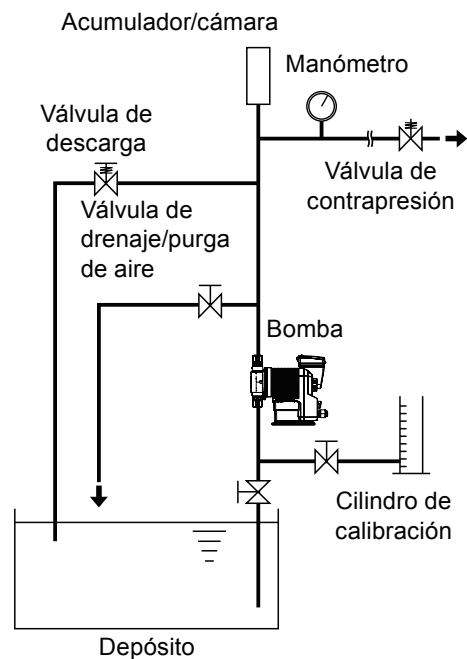 Acumulador/cámara
Manómetro
Válvula de
descarga
Válvula de
contrapresión
Válvula de
drenaje/purga
de aire
Bomba
Cilindro de
calibración
Depósito